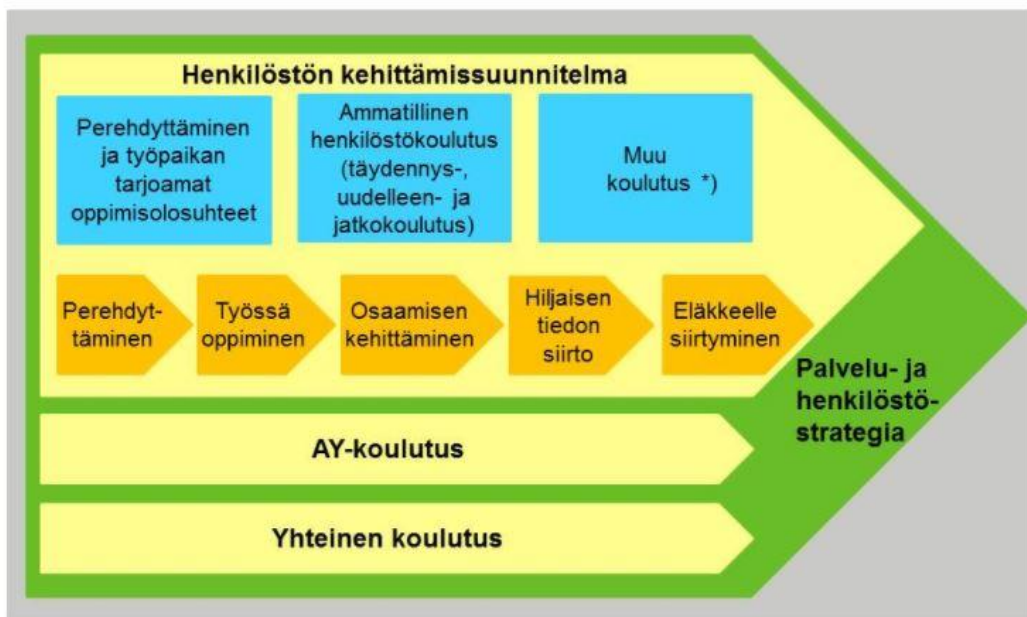 Henkilöstön kehittämissuunnitelma
Perehdyttäminen
ja työpaikan
tarjoamat
oppimisolosuhteet
Ammatillinen
henkilöstökoulutus
(täydennys-,
uudelleen- ja
jatkokoulutus)
Muu
koulutus *)
Perehdyt-
täminen
Työssä
oppiminen
Osaamisen
kehittäminen
Hiljaisen
tiedon
siirto
Eläkkeelle
siirtyminen
Palvelu- ja
henkilöstö-
strategia
AY-koulutus
Yhteinen koulutus